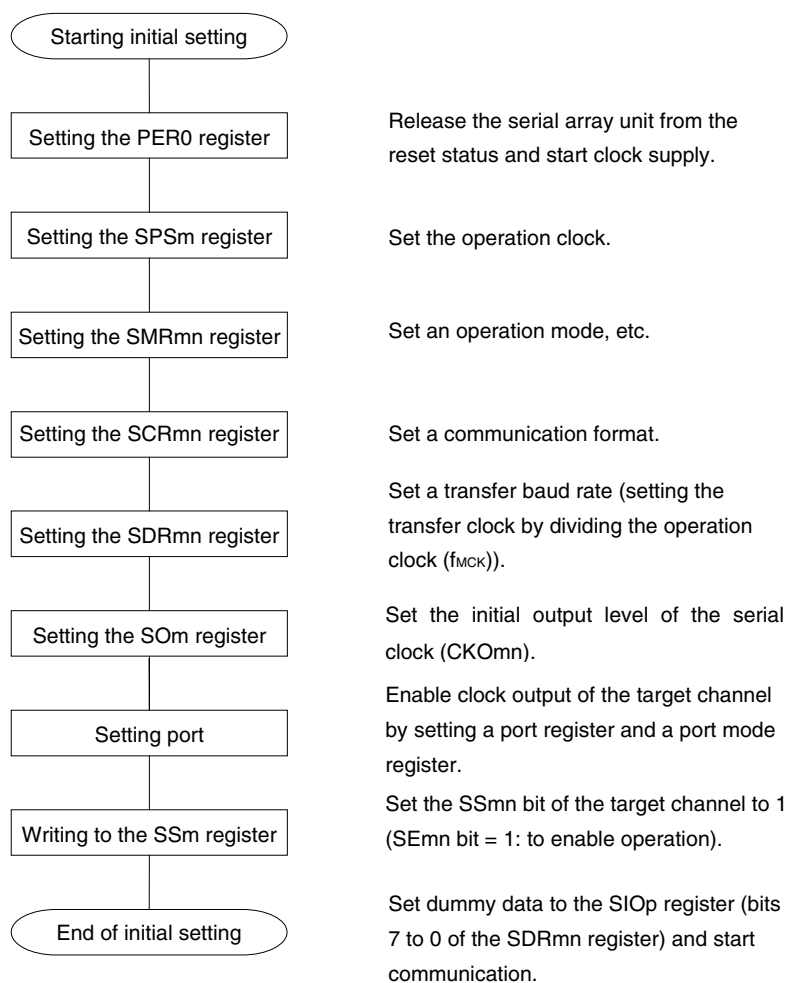 Starting initial setting
Setting the PER0 register
Release the serial array unit from the
reset status and start clock supply.
Setting the SPSm register
Set the operation clock.
Setting the SMRmn register
Set an operation mode, etc.
Setting the SCRmn register
Set a communication format.
Setting the SDRmn register
Set a transfer baud rate (setting the
transfer clock by dividing the operation
clock (fMCK)).
Setting the SOm register
Set the initial output level of the serial
clock (CKOmn).
Setting port
Enable clock output of the target channel
by setting a port register and a port mode
register.
Writing to the SSm register
Set the SSmn bit of the target channel to 1
(SEmn bit = 1: to enable operation).
End of initial setting
Set dummy data to the SIOp register (bits
7 to 0 of the SDRmn register) and start
communication.